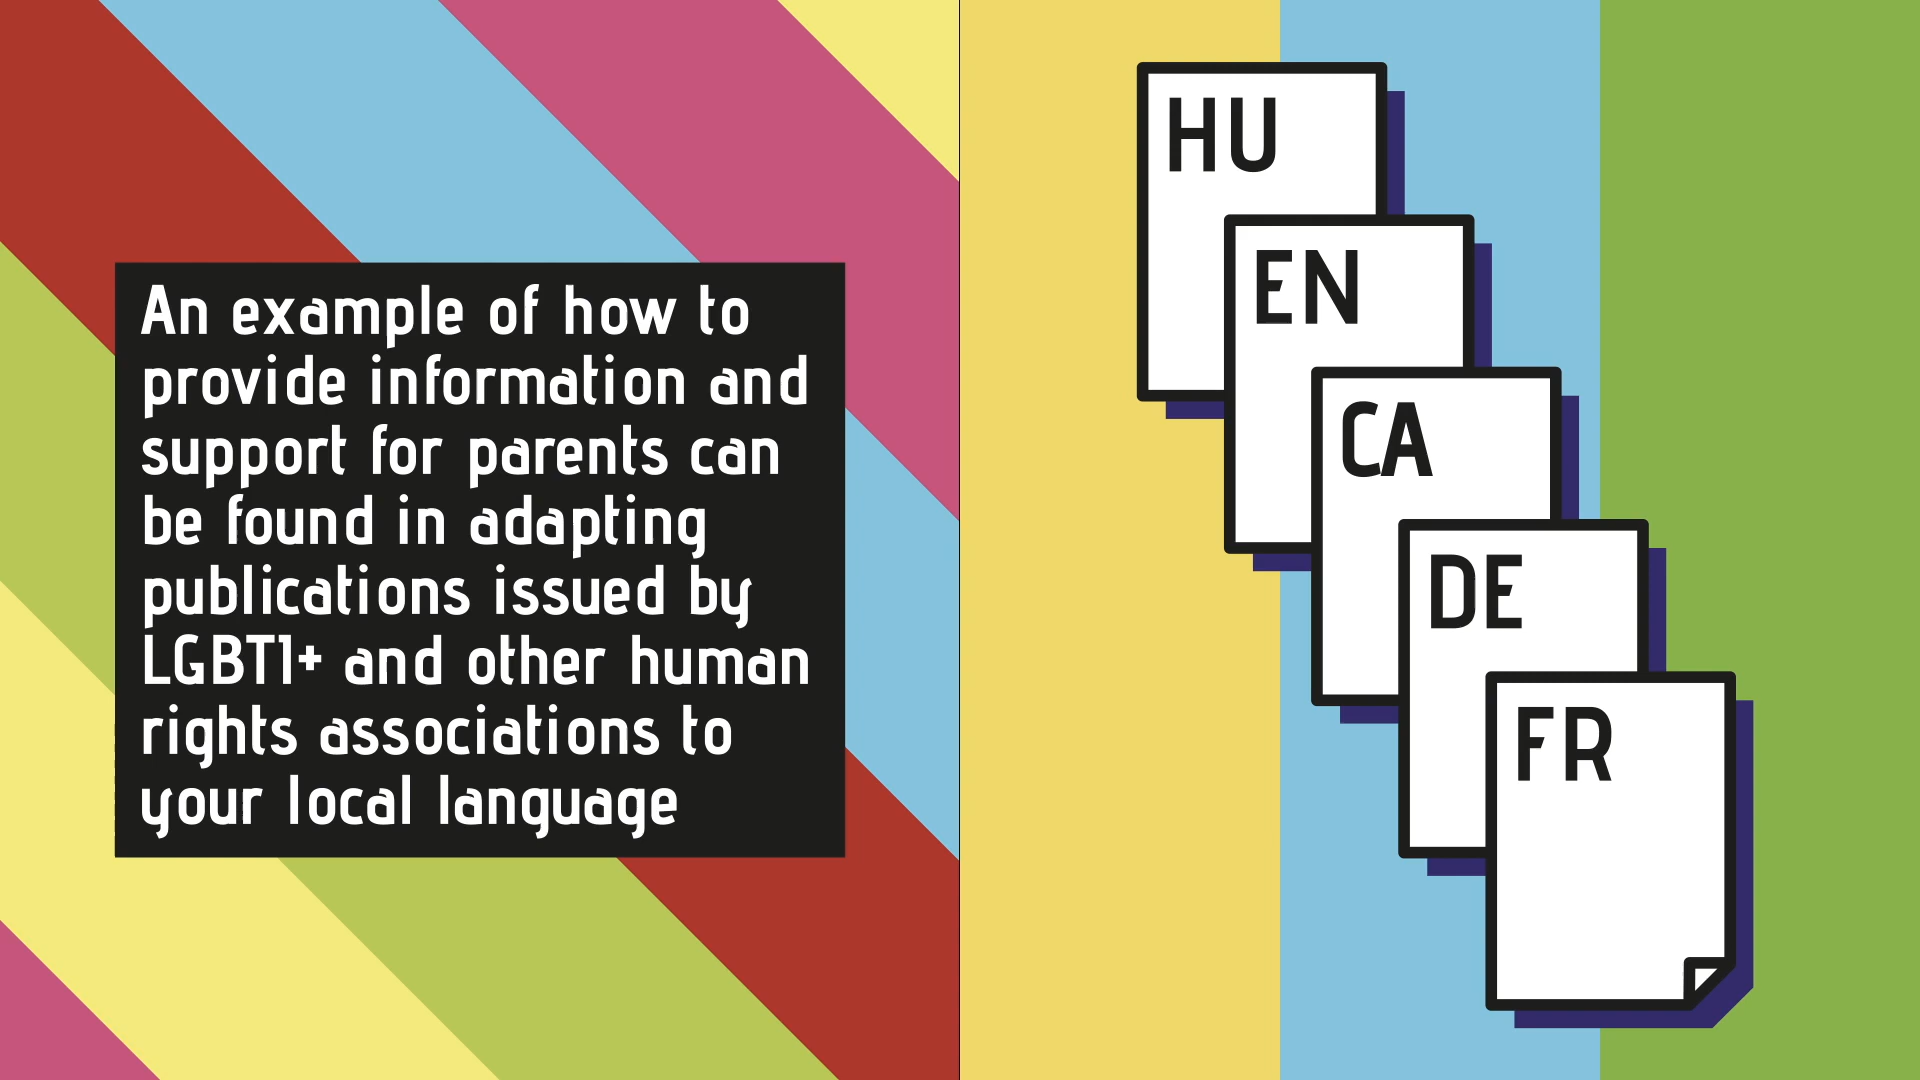 An example of how to
provide information and
support for parents can
be found in adapting
publications issued by
LGBTI+ and other human
rights associations to
your local language
HU
EN
CA
DE
FR